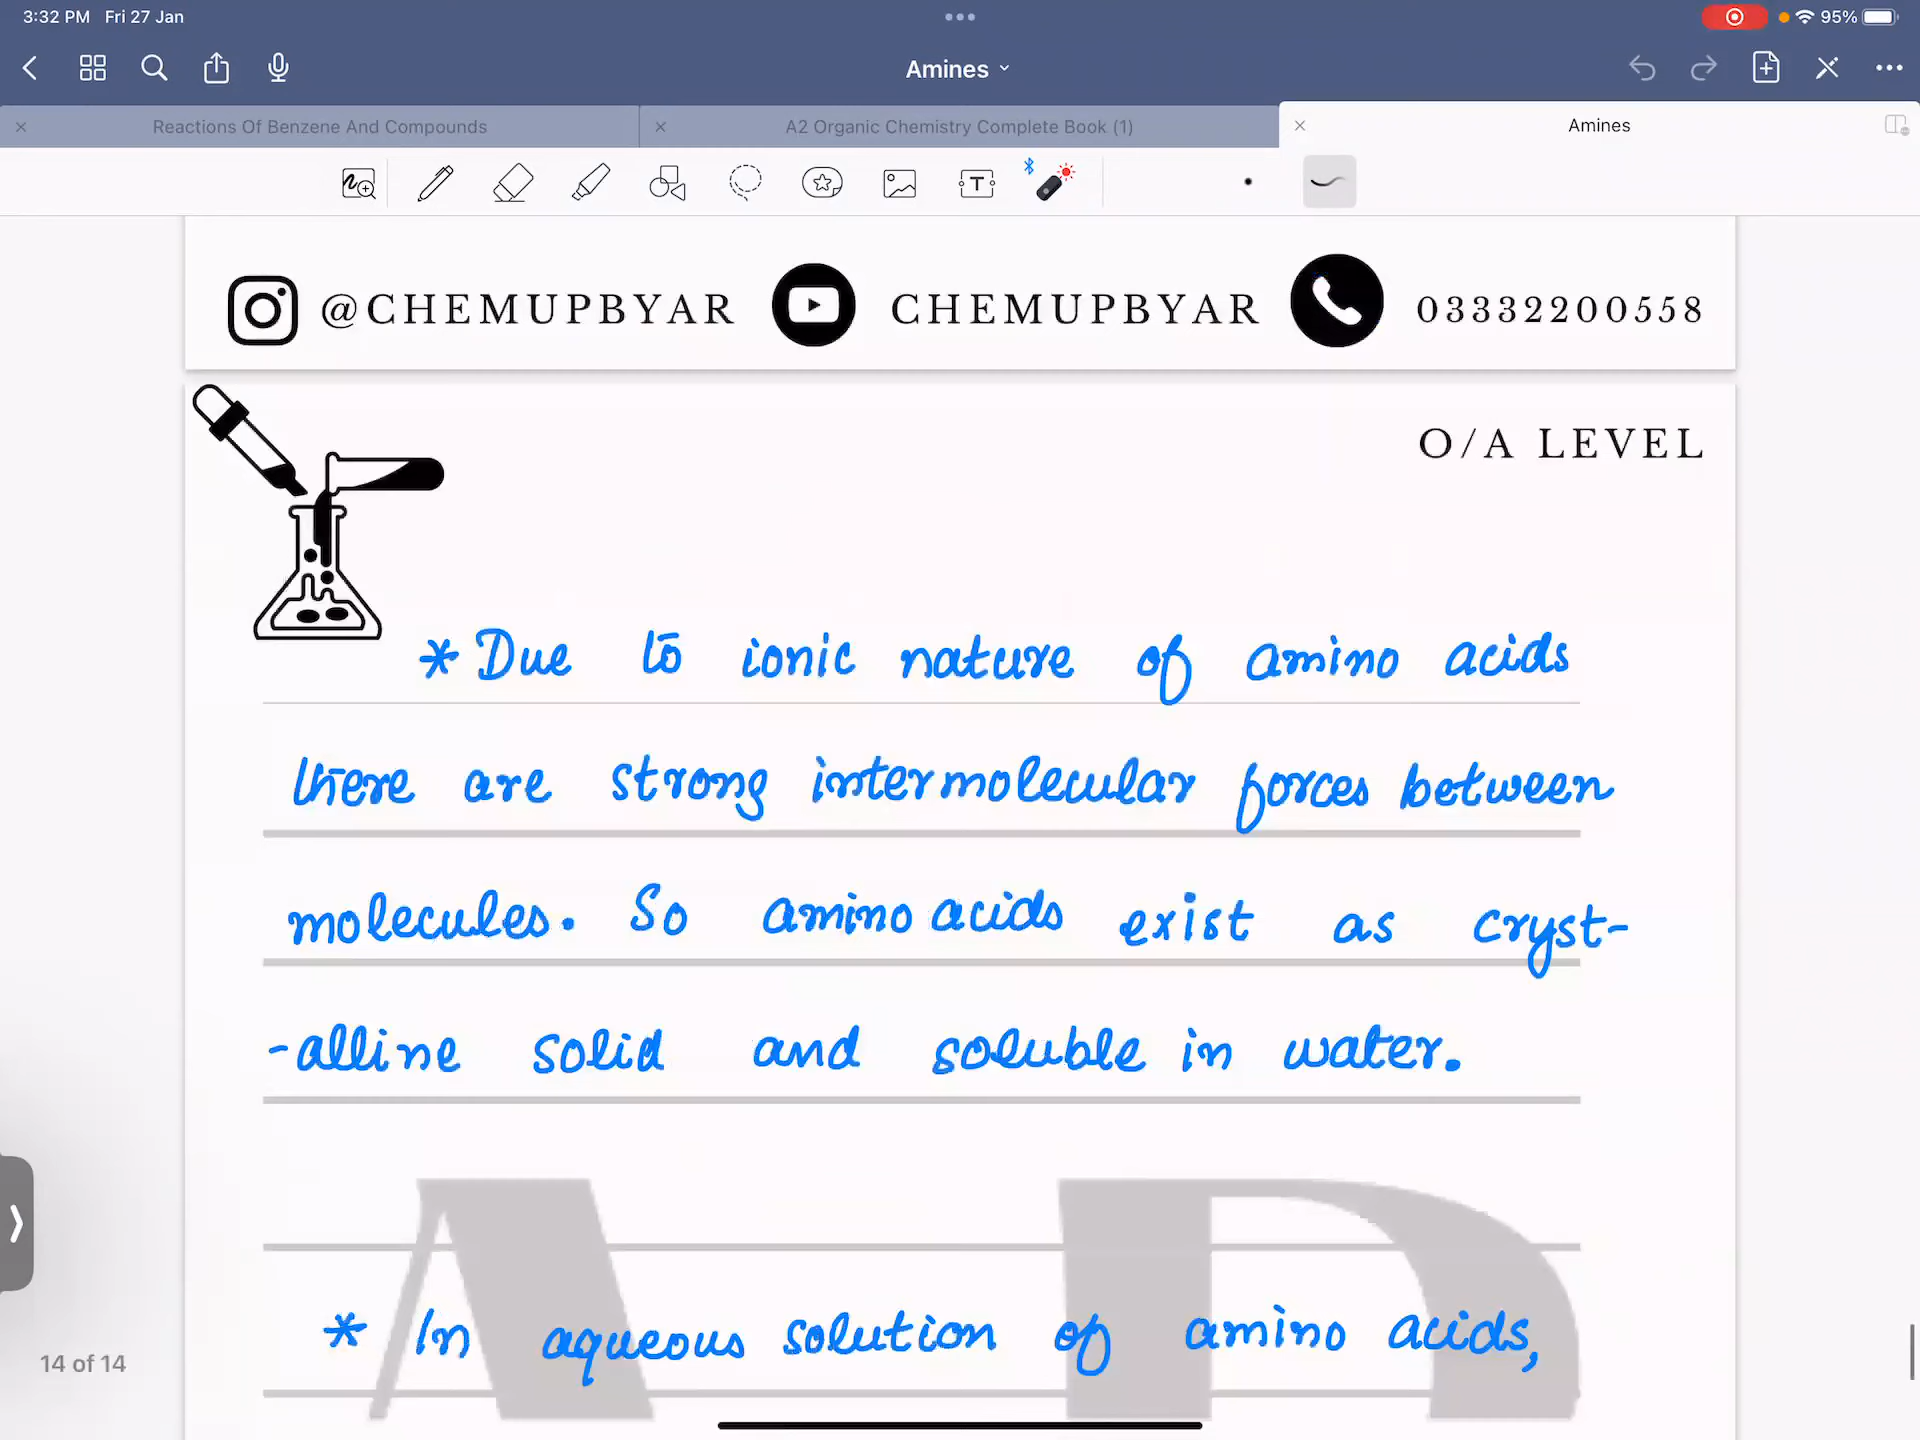 3:32 PM Fri 27 Jan
95%
Amines
Reactions Of Benzene And Compounds
A2 Organic Chemistry Complete Book (1)
Amines
T
@CHEMUPBYAR CHEMUPBYAR 03332200558
O/A LEVEL
* Due to ionic nature of amino acids
there are strong intermolecular forces between
molecules. So amino acids exist as cryst-
-alline solid and soluble in water.
* In aqueous solution of amino acids,
14 of 14